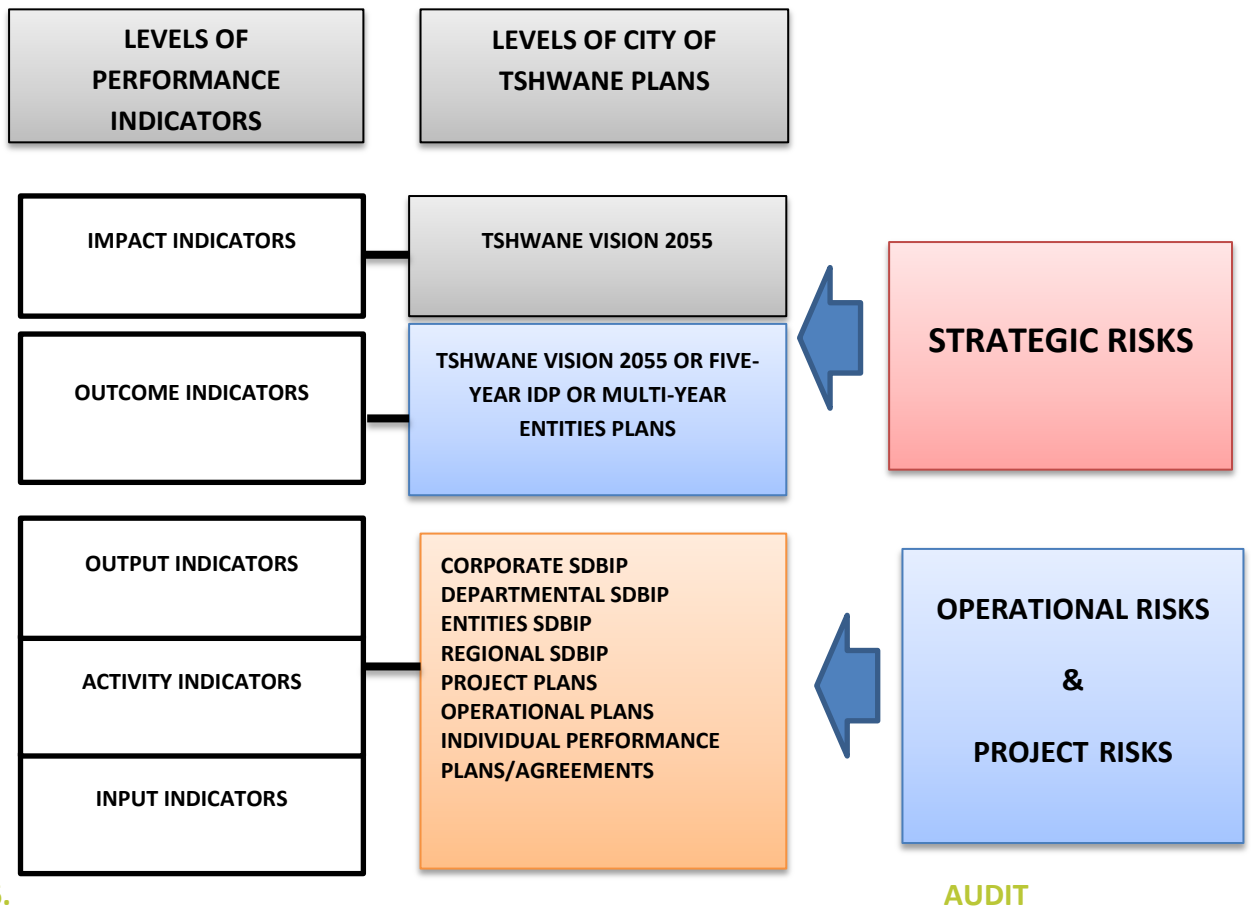 LEVELS OF
PERFORMANCE
INDICATORS
LEVELS OF CITY OF
TSHWANE PLANS
IMPACT INDICATORS
TSHWANE VISION 2055
OUTCOME INDICATORS
TSHWANE VISION 2055 OR FIVE-
YEAR IDP OR MULTI-YEAR
ENTITIES PLANS
STRATEGIC RISKS
OUTPUT INDICATORS
ACTIVITY INDICATORS
INPUT INDICATORS
CORPORATE SDBIP
DEPARTMENTAL SDBIP
ENTITIES SDBIP
REGIONAL SDBIP
PROJECT PLANS
OPERATIONAL PLANS
INDIVIDUAL PERFORMANCE
PLANS/AGREEMENTS
OPERATIONAL RISKS
&
PROJECT RISKS
AUDIT